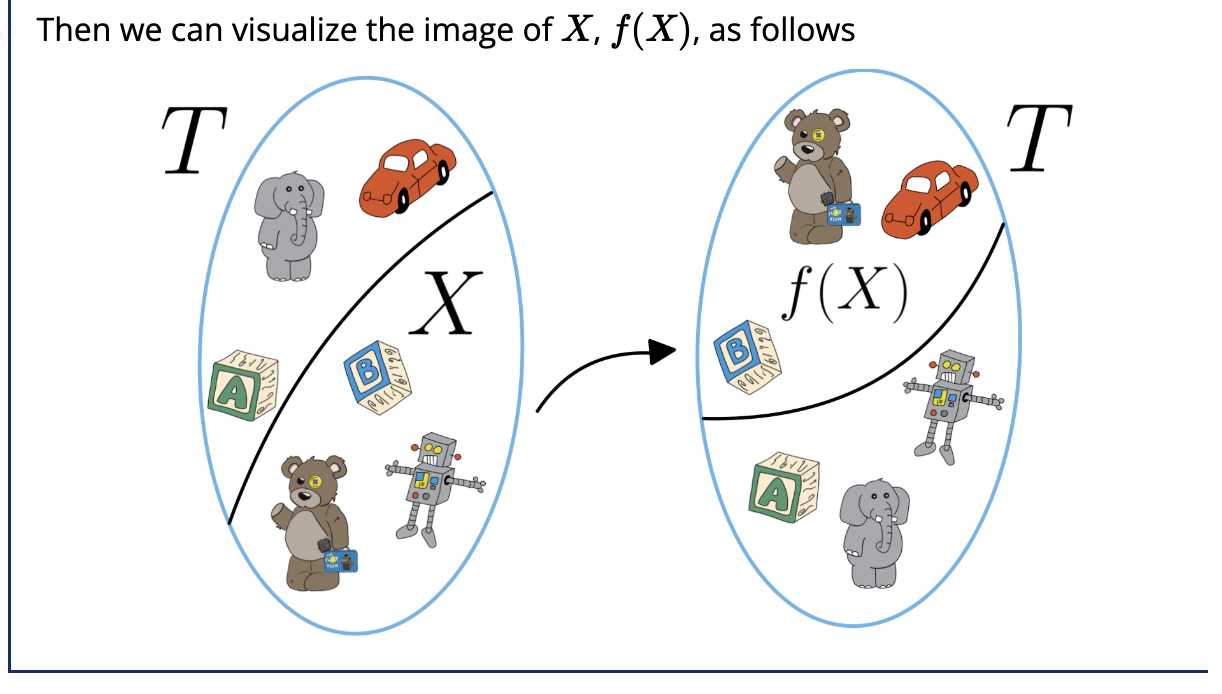 Then we can visualize the image of X, f(X), as follows
T
T
X
f(X)
B
B
A
A